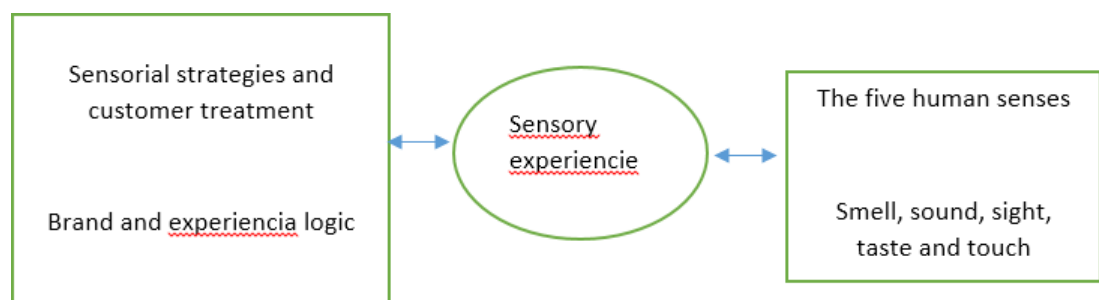 Sensorial strategies and
customer treatment
Brand and experiencia logic
Sensory
experiencie
The five human senses
Smell, sound, sight,
taste and touch